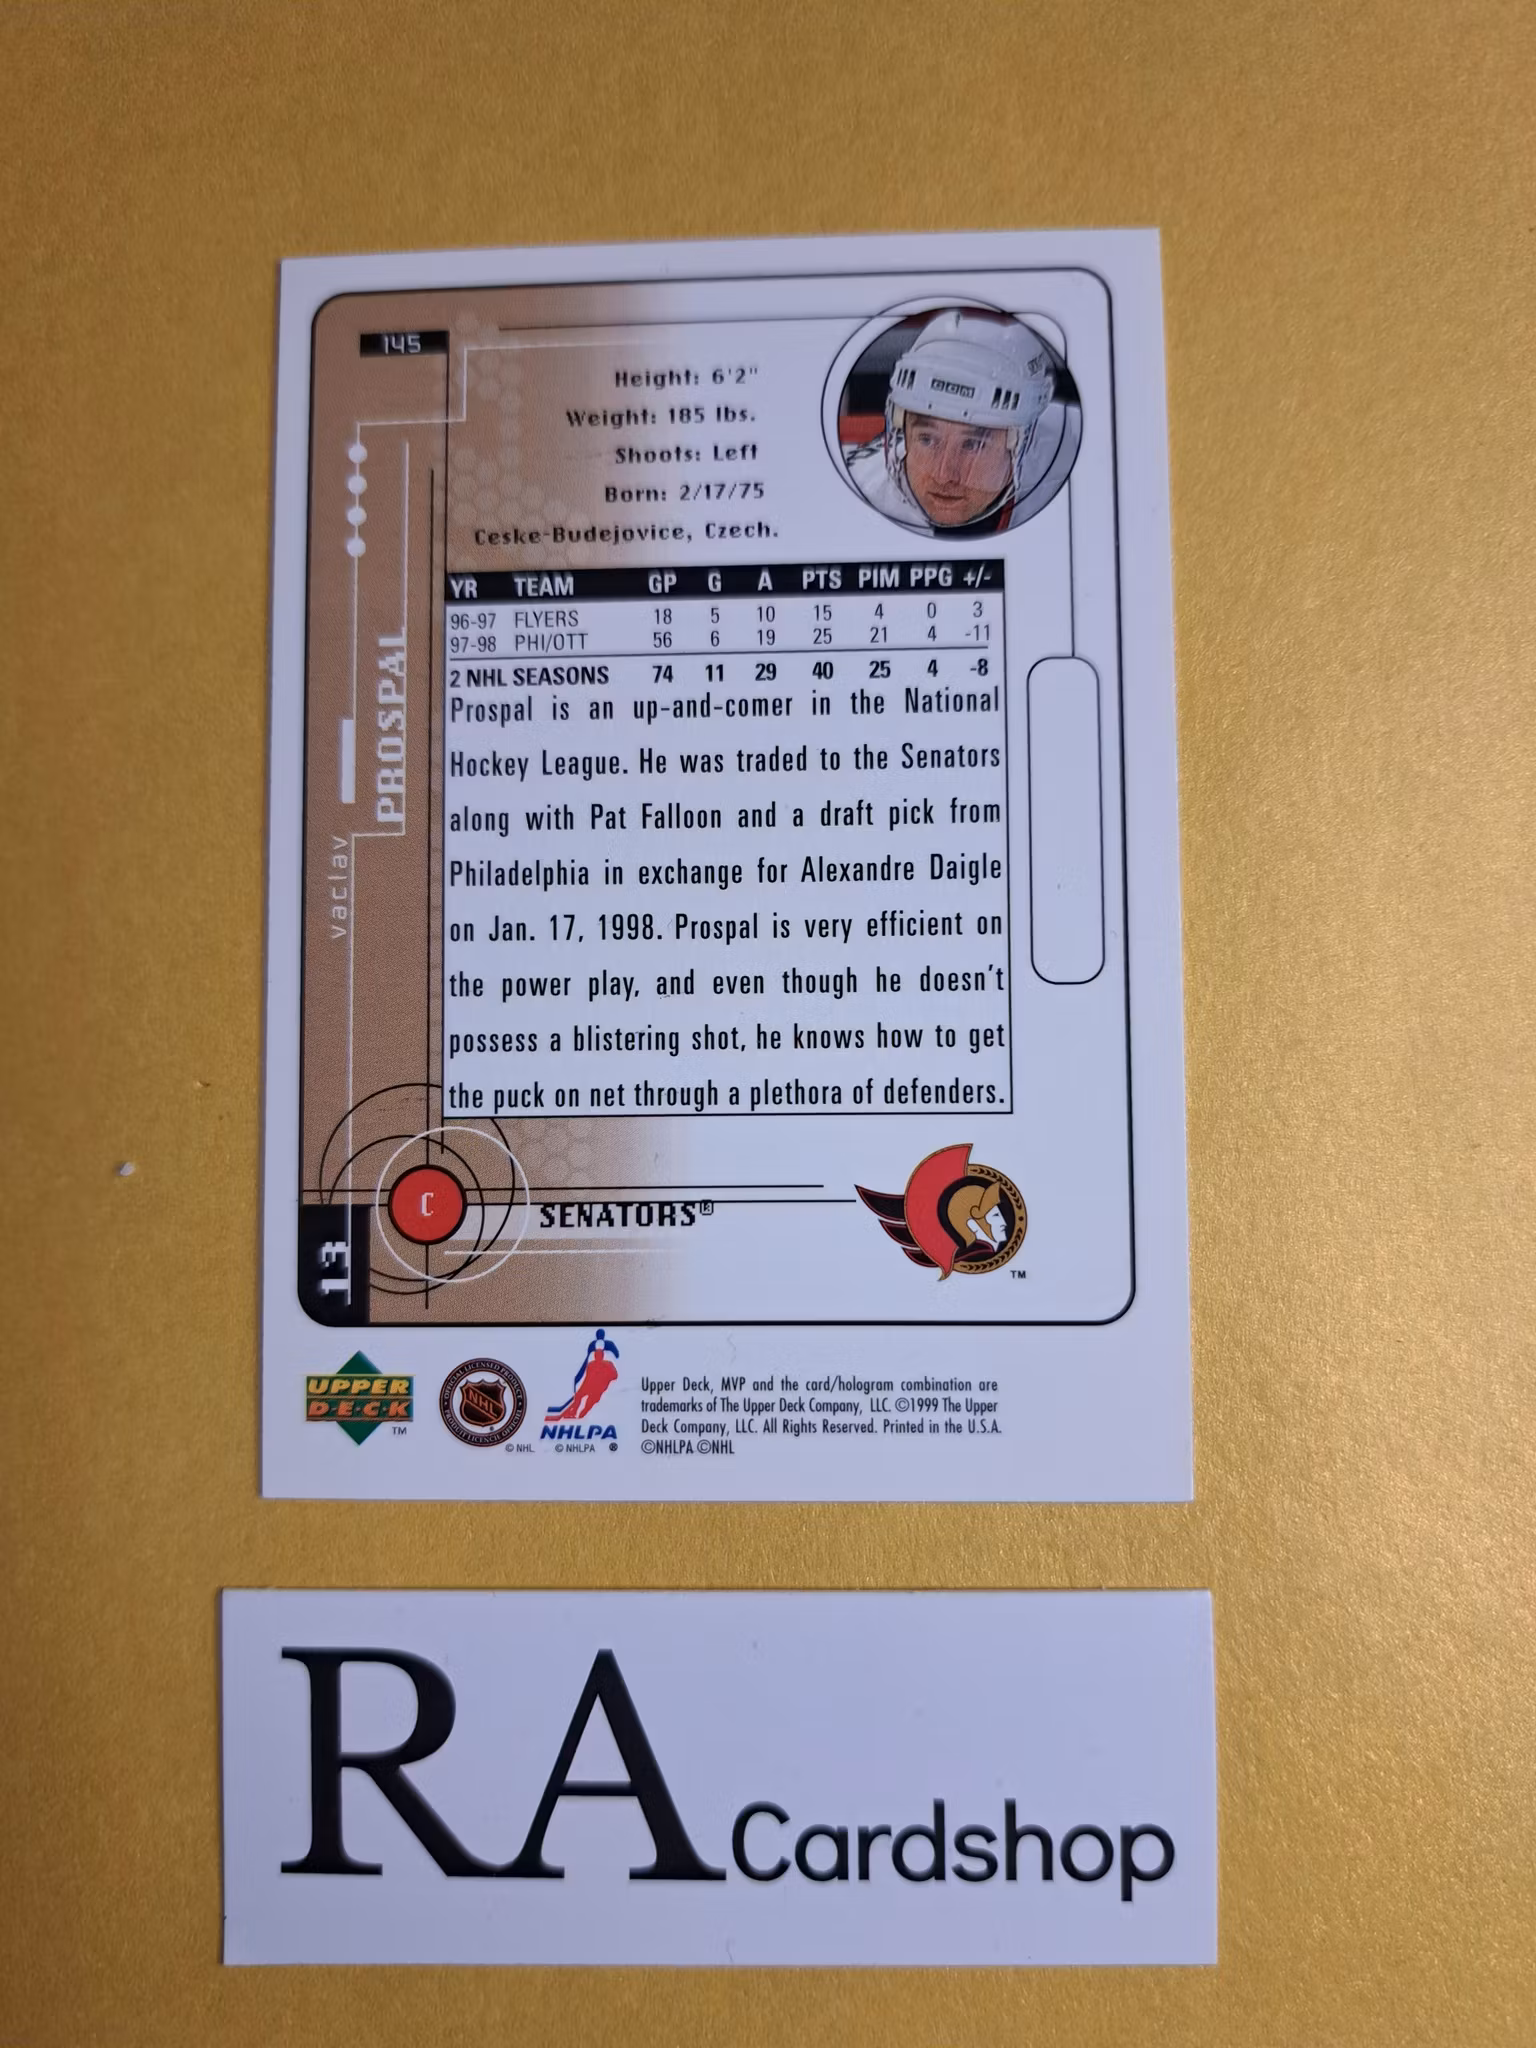 145
Height: 6'2"
Weight: 185 lbs.
Shoots: Left
Born: 2/17/75
Ceske-Budejovice, Czech.
CCM
vaclav
PROSPAL
YR TEAM GP G A PTS PIM PPG +/-
96-97 FLYERS 18 5 10 15 4 0 3
97-98 PHI/OTT 56 6 19 25 21 4 -11
2 NHL SEASONS 74 11 29 40 25 4 -8
Prospal is an up-and-comer in the National
Hockey League. He was traded to the Senators
along with Pat Falloon and a draft pick from
Philadelphia in exchange for Alexandre Daigle
on Jan. 17, 1998. Prospal is very efficient on
the power play, and even though he doesn't
possess a blistering shot, he knows how to get
the puck on net through a plethora of defenders.
C
SENATORS®
13
TM
UPPER
D·E·C·K
TM
NHL
© NHL
NHLPA
© NHLPA ®
Upper Deck, MVP and the card/hologram combination are
trademarks of The Upper Deck Company, LLC. ©1999 The Upper
Deck Company, LLC. All Rights Reserved. Printed in the U.S.A.
©NHLPA ©NHL
RA Cardshop